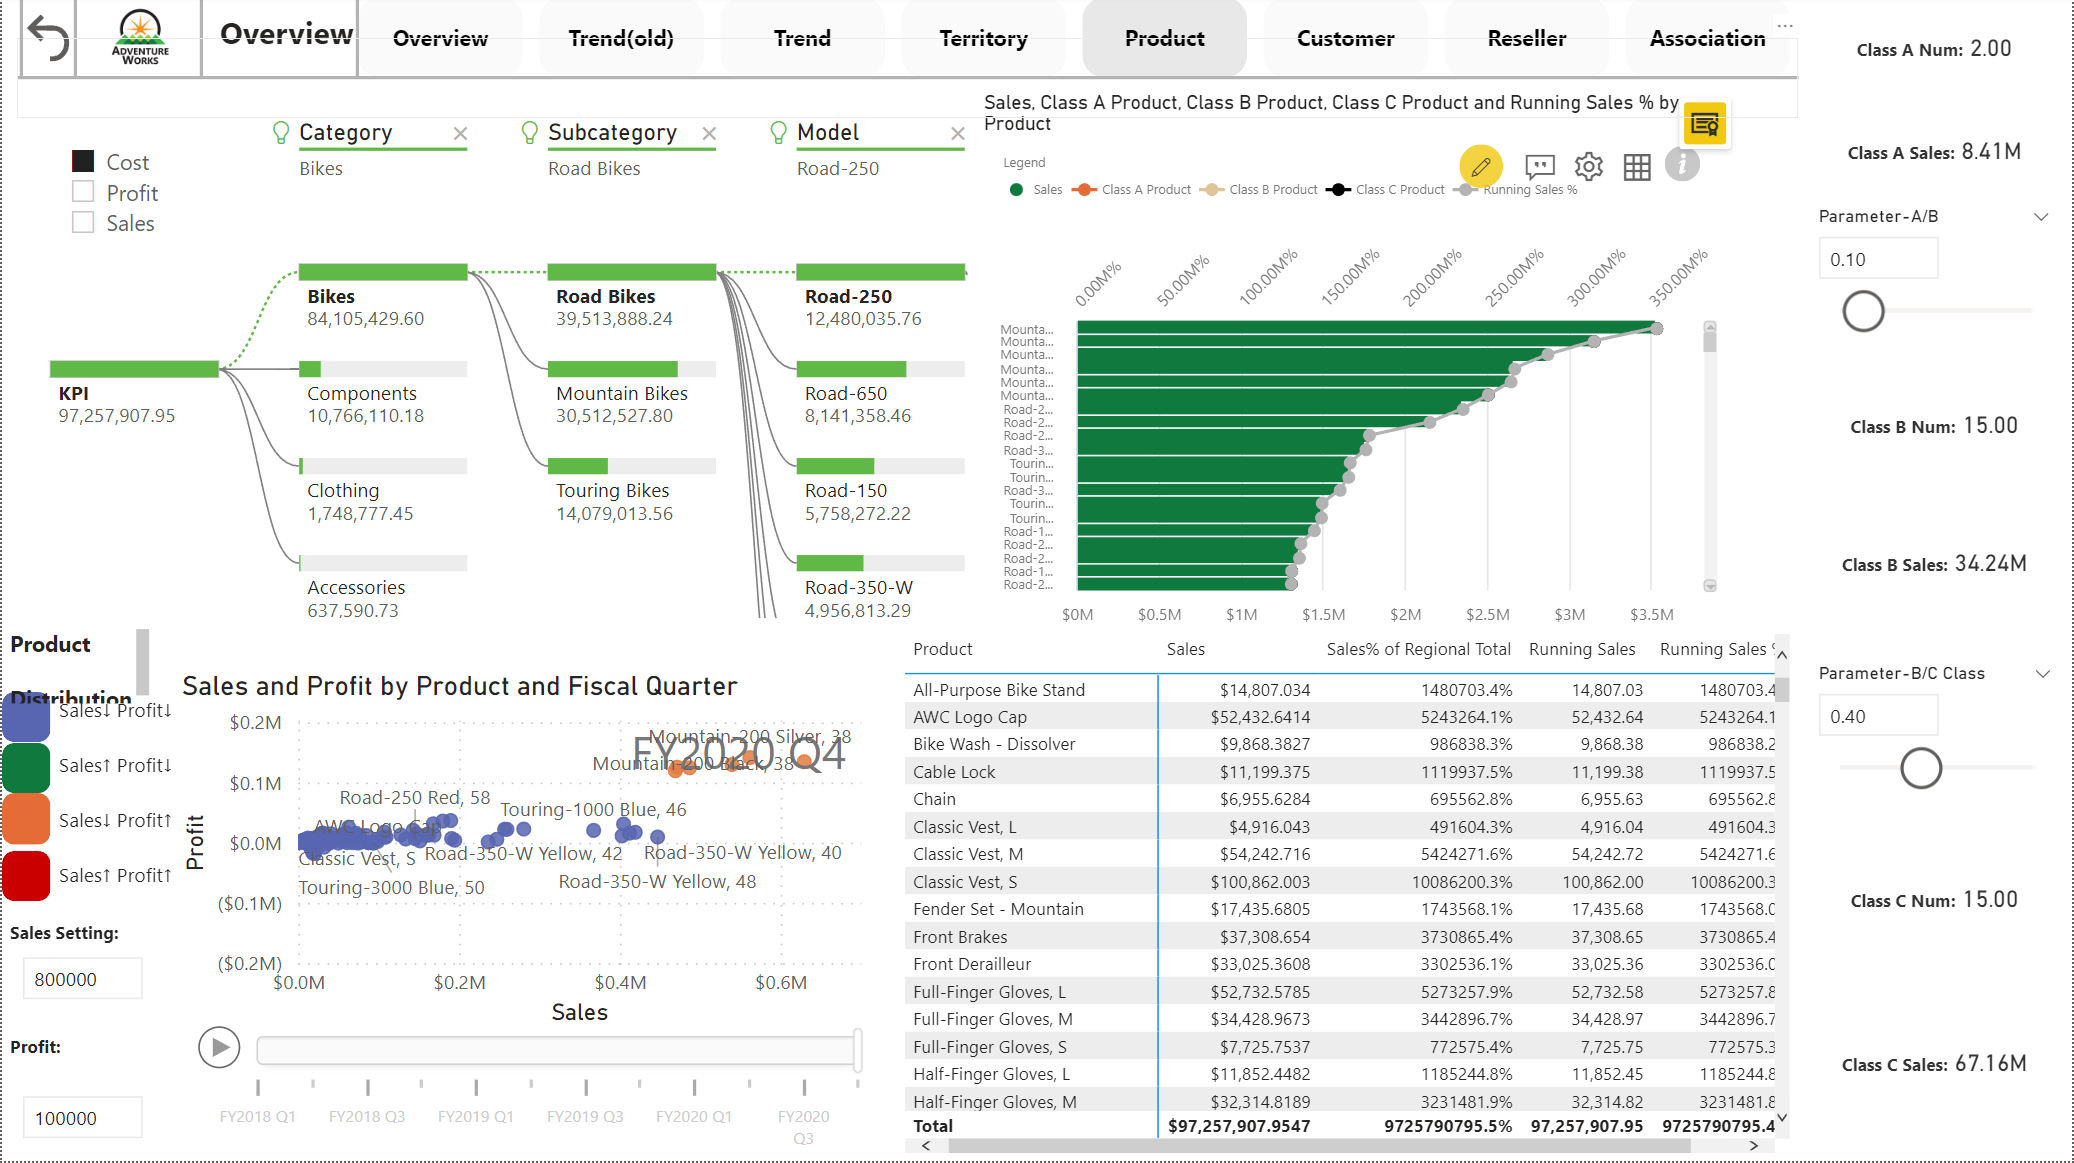 ADVENTURE WORKS
Overview
Overview Trend(old) Trend Territory Product Customer Reseller Association
...
Class A Num: 2.00
Class A Sales: 8.41M
Parameter-A/B
0.10
Class B Num: 15.00
Class B Sales: 34.24M
Parameter-B/C Class
0.40
Class C Num: 15.00
Class C Sales: 67.16M
Cost
Profit
Sales
Category Subcategory Model
Bikes Road Bikes Road-250
KPI
97,257,907.95
Bikes
84,105,429.60
Components
10,766,110.18
Clothing
1,748,777.45
Accessories
637,590.73
Road Bikes
39,513,888.24
Mountain Bikes
30,512,527.80
Touring Bikes
14,079,013.56
Road-250
12,480,035.76
Road-650
8,141,358.46
Road-150
5,758,272.22
Road-350-W
4,956,813.29
Sales, Class A Product, Class B Product, Class C Product and Running Sales % by
Product
Legend
Sales Class A Product Class B Product Class C Product Running Sales %
0.00M% 50.00M% 100.00M% 150.00M% 200.00M% 250.00M% 300.00M% 350.00M%
Mounta...
Mounta...
Mounta...
Mounta...
Mounta...
Mounta...
Road-2...
Road-2...
Road-2...
Road-3...
Tourin...
Tourin...
Road-3...
Tourin...
Tourin...
Road-1...
Road-2...
Road-2...
Road-1...
Road-2...
$0M $0.5M $1M $1.5M $2M $2.5M $3M $3.5M
Product
Distribution
Sales↓ Profit↓
Sales↑ Profit↓
Sales↓ Profit↑
Sales↑ Profit↑
Sales Setting:
800000
Profit:
100000
Sales and Profit by Product and Fiscal Quarter
$0.2M
$0.1M
$0.0M
($0.1M)
($0.2M)
Profit
FY2020 Q4
Mountain-200 Silver, 38
Mountain-200 Black, 38
Road-250 Red, 58
Touring-1000 Blue, 46
AWC Logo Cap
Classic Vest, S
Road-350-W Yellow, 42
Road-350-W Yellow, 40
Touring-3000 Blue, 50
Road-350-W Yellow, 48
$0.0M $0.2M $0.4M $0.6M
Sales
FY2018 Q1 FY2018 Q3 FY2019 Q1 FY2019 Q3 FY2020 Q1 FY2020 Q3
Product Sales Sales% of Regional Total Running Sales Running Sales
All-Purpose Bike Stand $14,807.034 1480703.4% 14,807.03 1480703.4
AWC Logo Cap $52,432.6414 5243264.1% 52,432.64 5243264.1
Bike Wash - Dissolver $9,868.3827 986838.3% 9,868.38 986838.2
Cable Lock $11,199.375 1119937.5% 11,199.38 1119937.5
Chain $6,955.6284 695562.8% 6,955.63 695562.8
Classic Vest, L $4,916.043 491604.3% 4,916.04 491604.3
Classic Vest, M $54,242.716 5424271.6% 54,242.72 5424271.6
Classic Vest, S $100,862.003 10086200.3% 100,862.00 10086200.3
Fender Set - Mountain $17,435.6805 1743568.1% 17,435.68 1743568.0
Front Brakes $37,308.654 3730865.4% 37,308.65 3730865.4
Front Derailleur $33,025.3608 3302536.1% 33,025.36 3302536.0
Full-Finger Gloves, L $52,732.5785 5273257.9% 52,732.58 5273257.8
Full-Finger Gloves, M $34,428.9673 3442896.7% 34,428.97 3442896.7
Full-Finger Gloves, S $7,725.7537 772575.4% 7,725.75 772575.3
Half-Finger Gloves, L $11,852.4482 1185244.8% 11,852.45 1185244.8
Half-Finger Gloves, M $32,314.8189 3231481.9% 32,314.82 3231481.8
Total $97,257,907.9547 9725790795.5% 97,257,907.95 9725790795.4